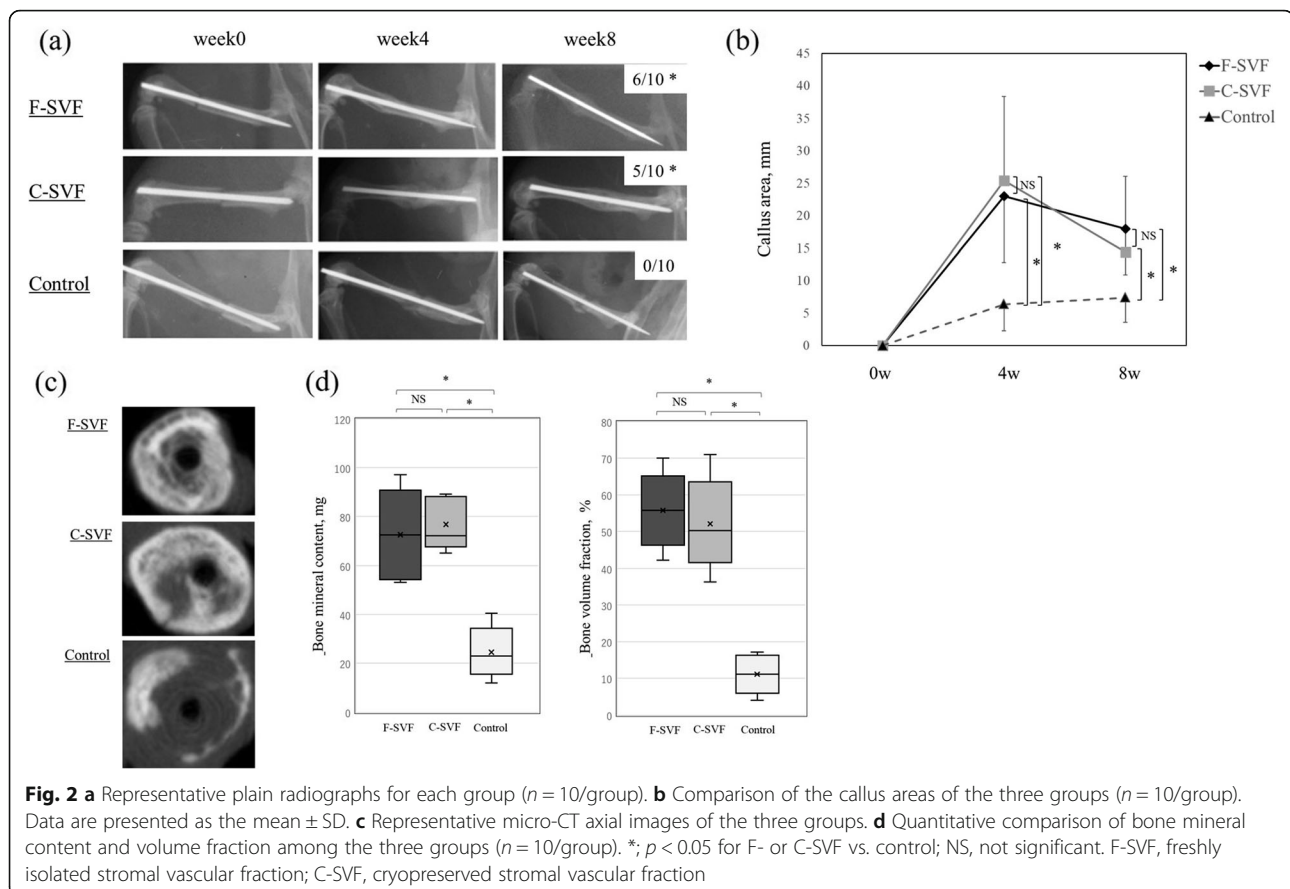 (a)
week0 week4 week8
F-SVF
6/10 *
C-SVF
5/10 *
Control
0/10
(b)
Callus area, mm
45
40
35
30
25
20
15
10
5
0
0w 4w 8w
NS
*
*
NS
*
*
F-SVF
C-SVF
Control
(c)
F-SVF
C-SVF
Control
(d)
*
NS *
_Bone mineral content, mg
120
100
80
60
40
20
0
F-SVF C-SVF Control
*
NS *
_Bone volume fraction, %
80
70
60
50
40
30
20
10
0
F-SVF C-SVF Control
Fig. 2 a Representative plain radiographs for each group (n = 10/group). b Comparison of the callus areas of the three groups (n = 10/group).
Data are presented as the mean ± SD. c Representative micro-CT axial images of the three groups. d Quantitative comparison of bone mineral
content and volume fraction among the three groups (n = 10/group). *; p < 0.05 for F- or C-SVF vs. control; NS, not significant. F-SVF, freshly
isolated stromal vascular fraction; C-SVF, cryopreserved stromal vascular fraction